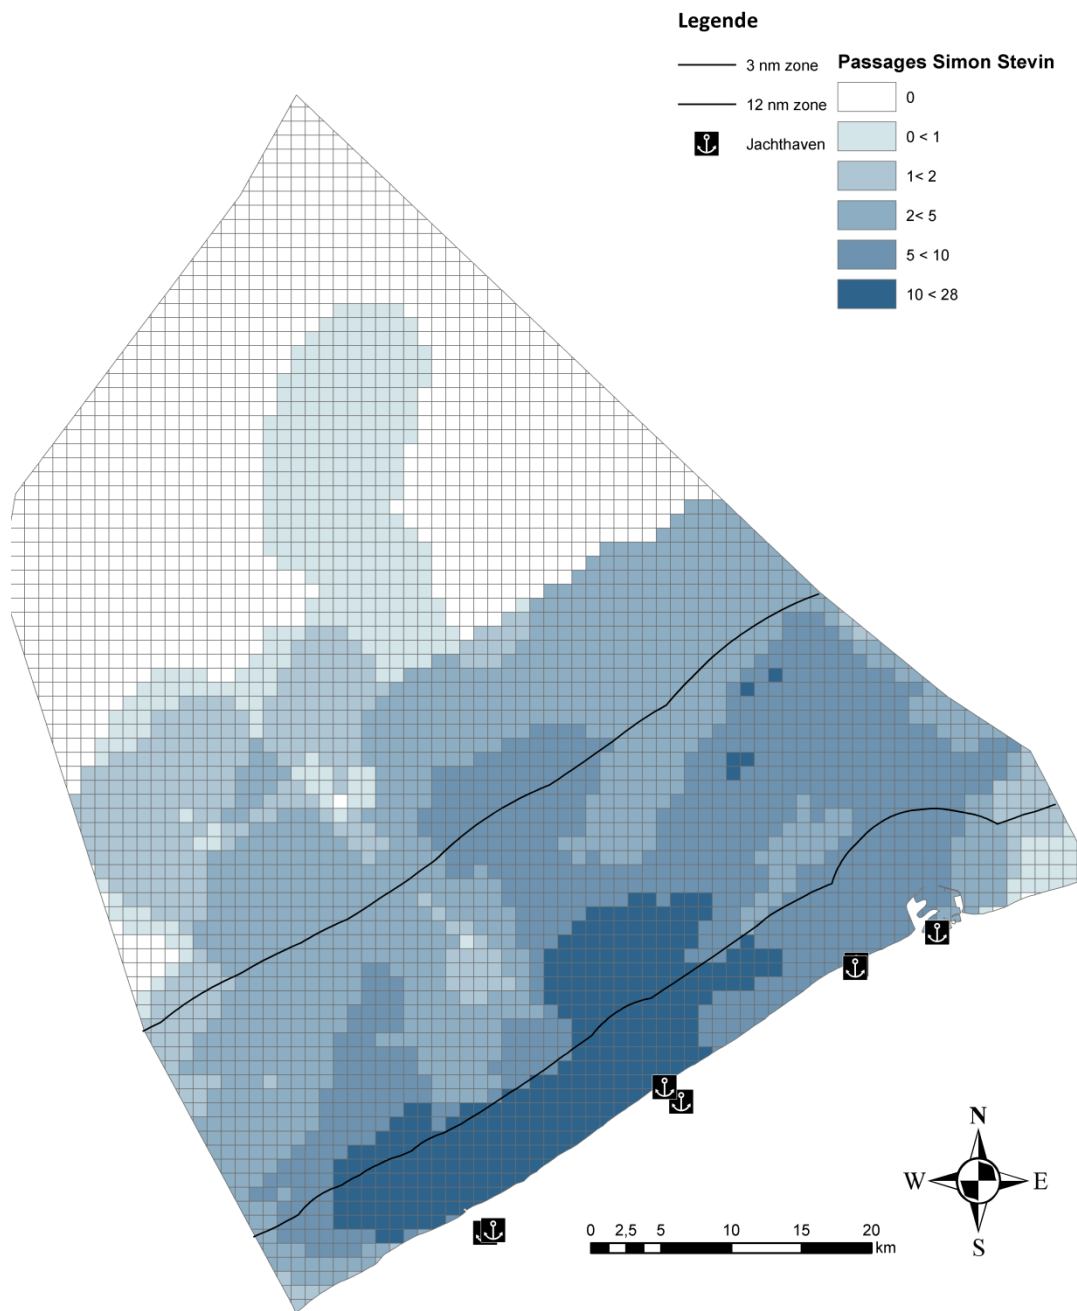 Legende
3 nm zone
12 nm zone
Jachthaven
Passages Simon Stevin
0
0 < 1
1< 2
2< 5
5 < 10
10 < 28
N
W E
S
0 2,5 5 10 15 20
km